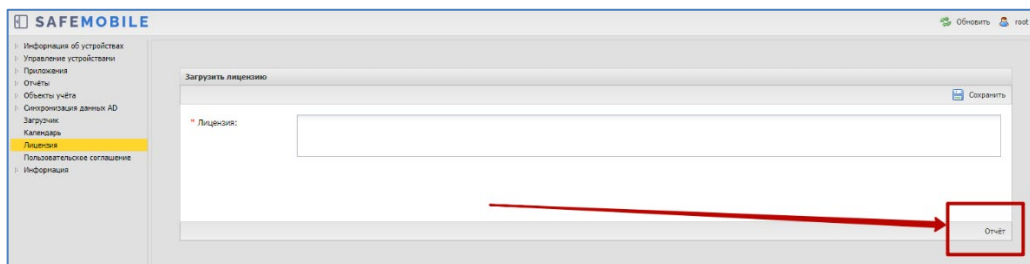 SAFEMOBILE
Обновить root
Информация об устройствах
Управление устройствами
Приложения
Отчёты
Объекты учёта
Синхронизация данных AD
Загрузчик
Календарь
Лицензия
Пользовательское соглашение
Информация
Загрузить лицензию
Сохранить
* Лицензия:
Отчёт